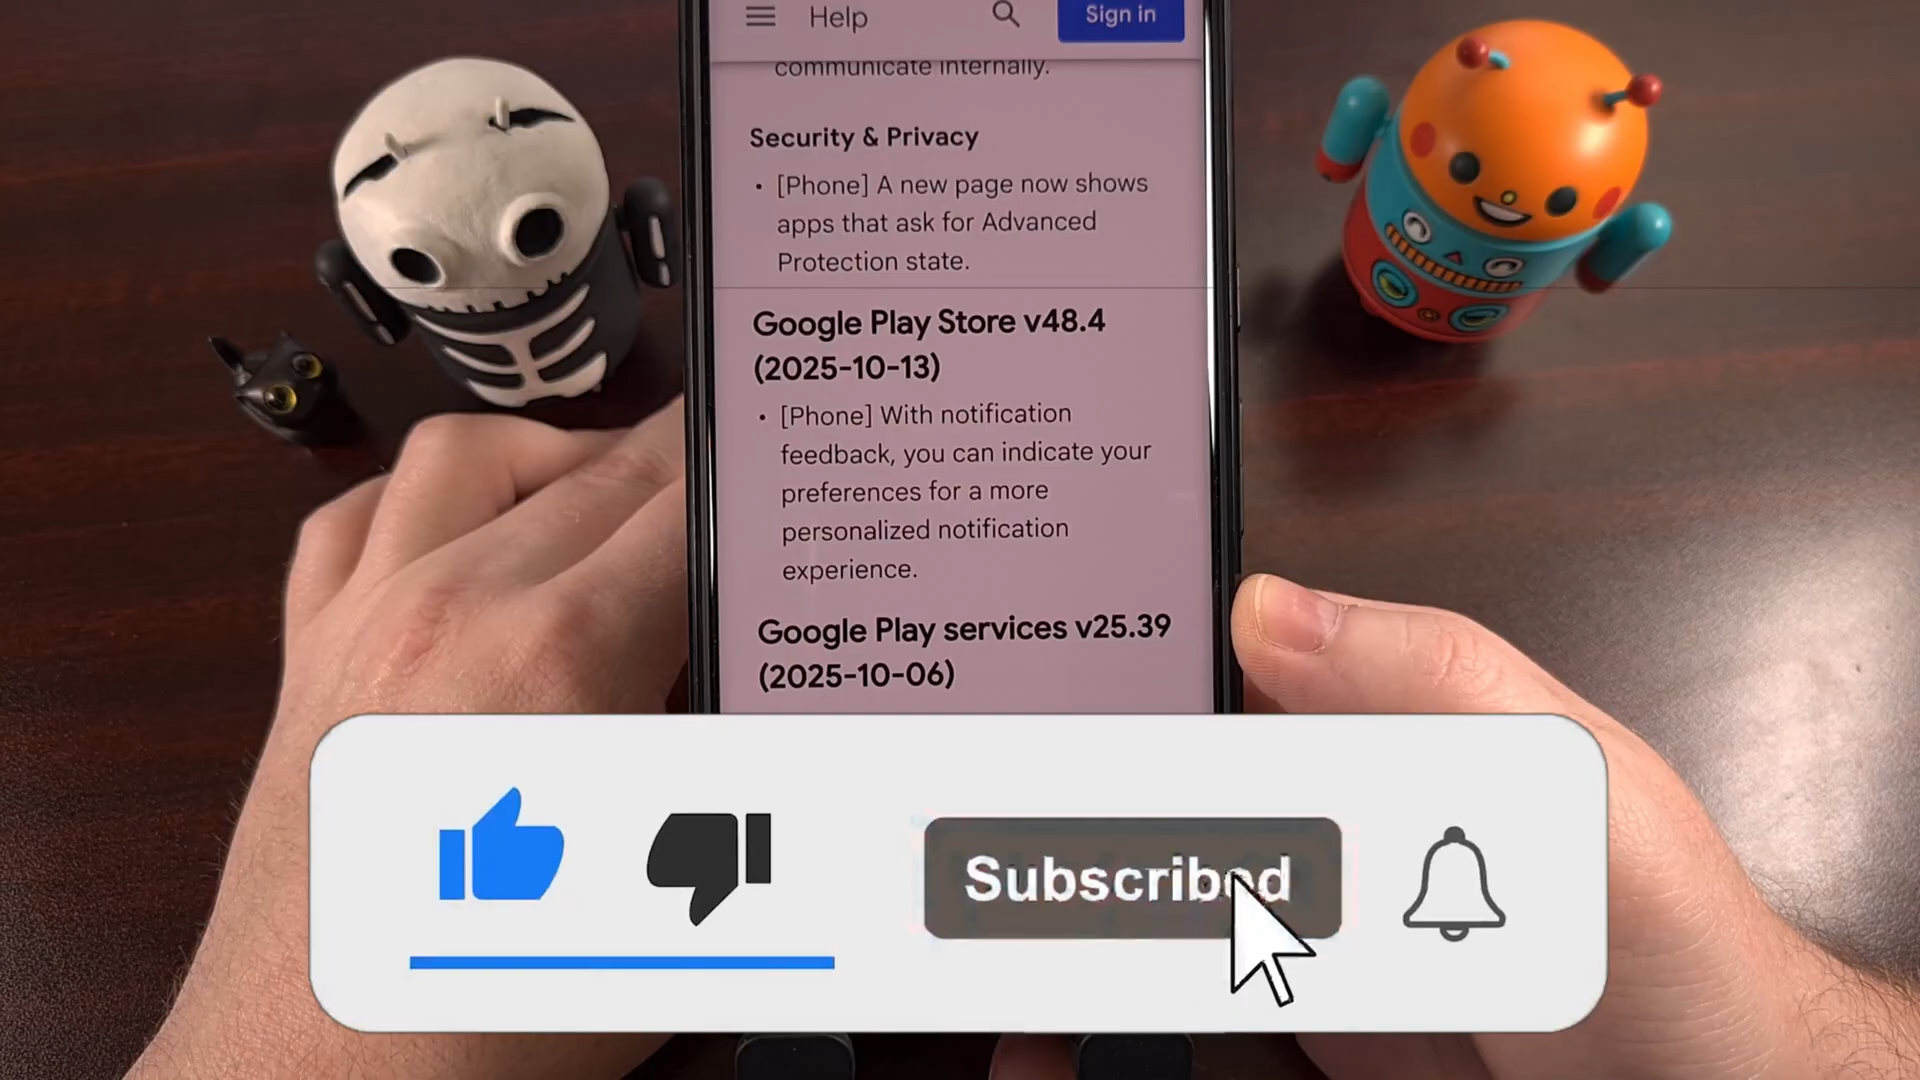 Help
Sign in
communicate internally.
Security & Privacy
• [Phone] A new page now shows
apps that ask for Advanced
Protection state.
Google Play Store v48.4
(2025-10-13)
• [Phone] With notification
feedback, you can indicate your
preferences for a more
personalized notification
experience.
Google Play services v25.39
(2025-10-06)
Subscribed